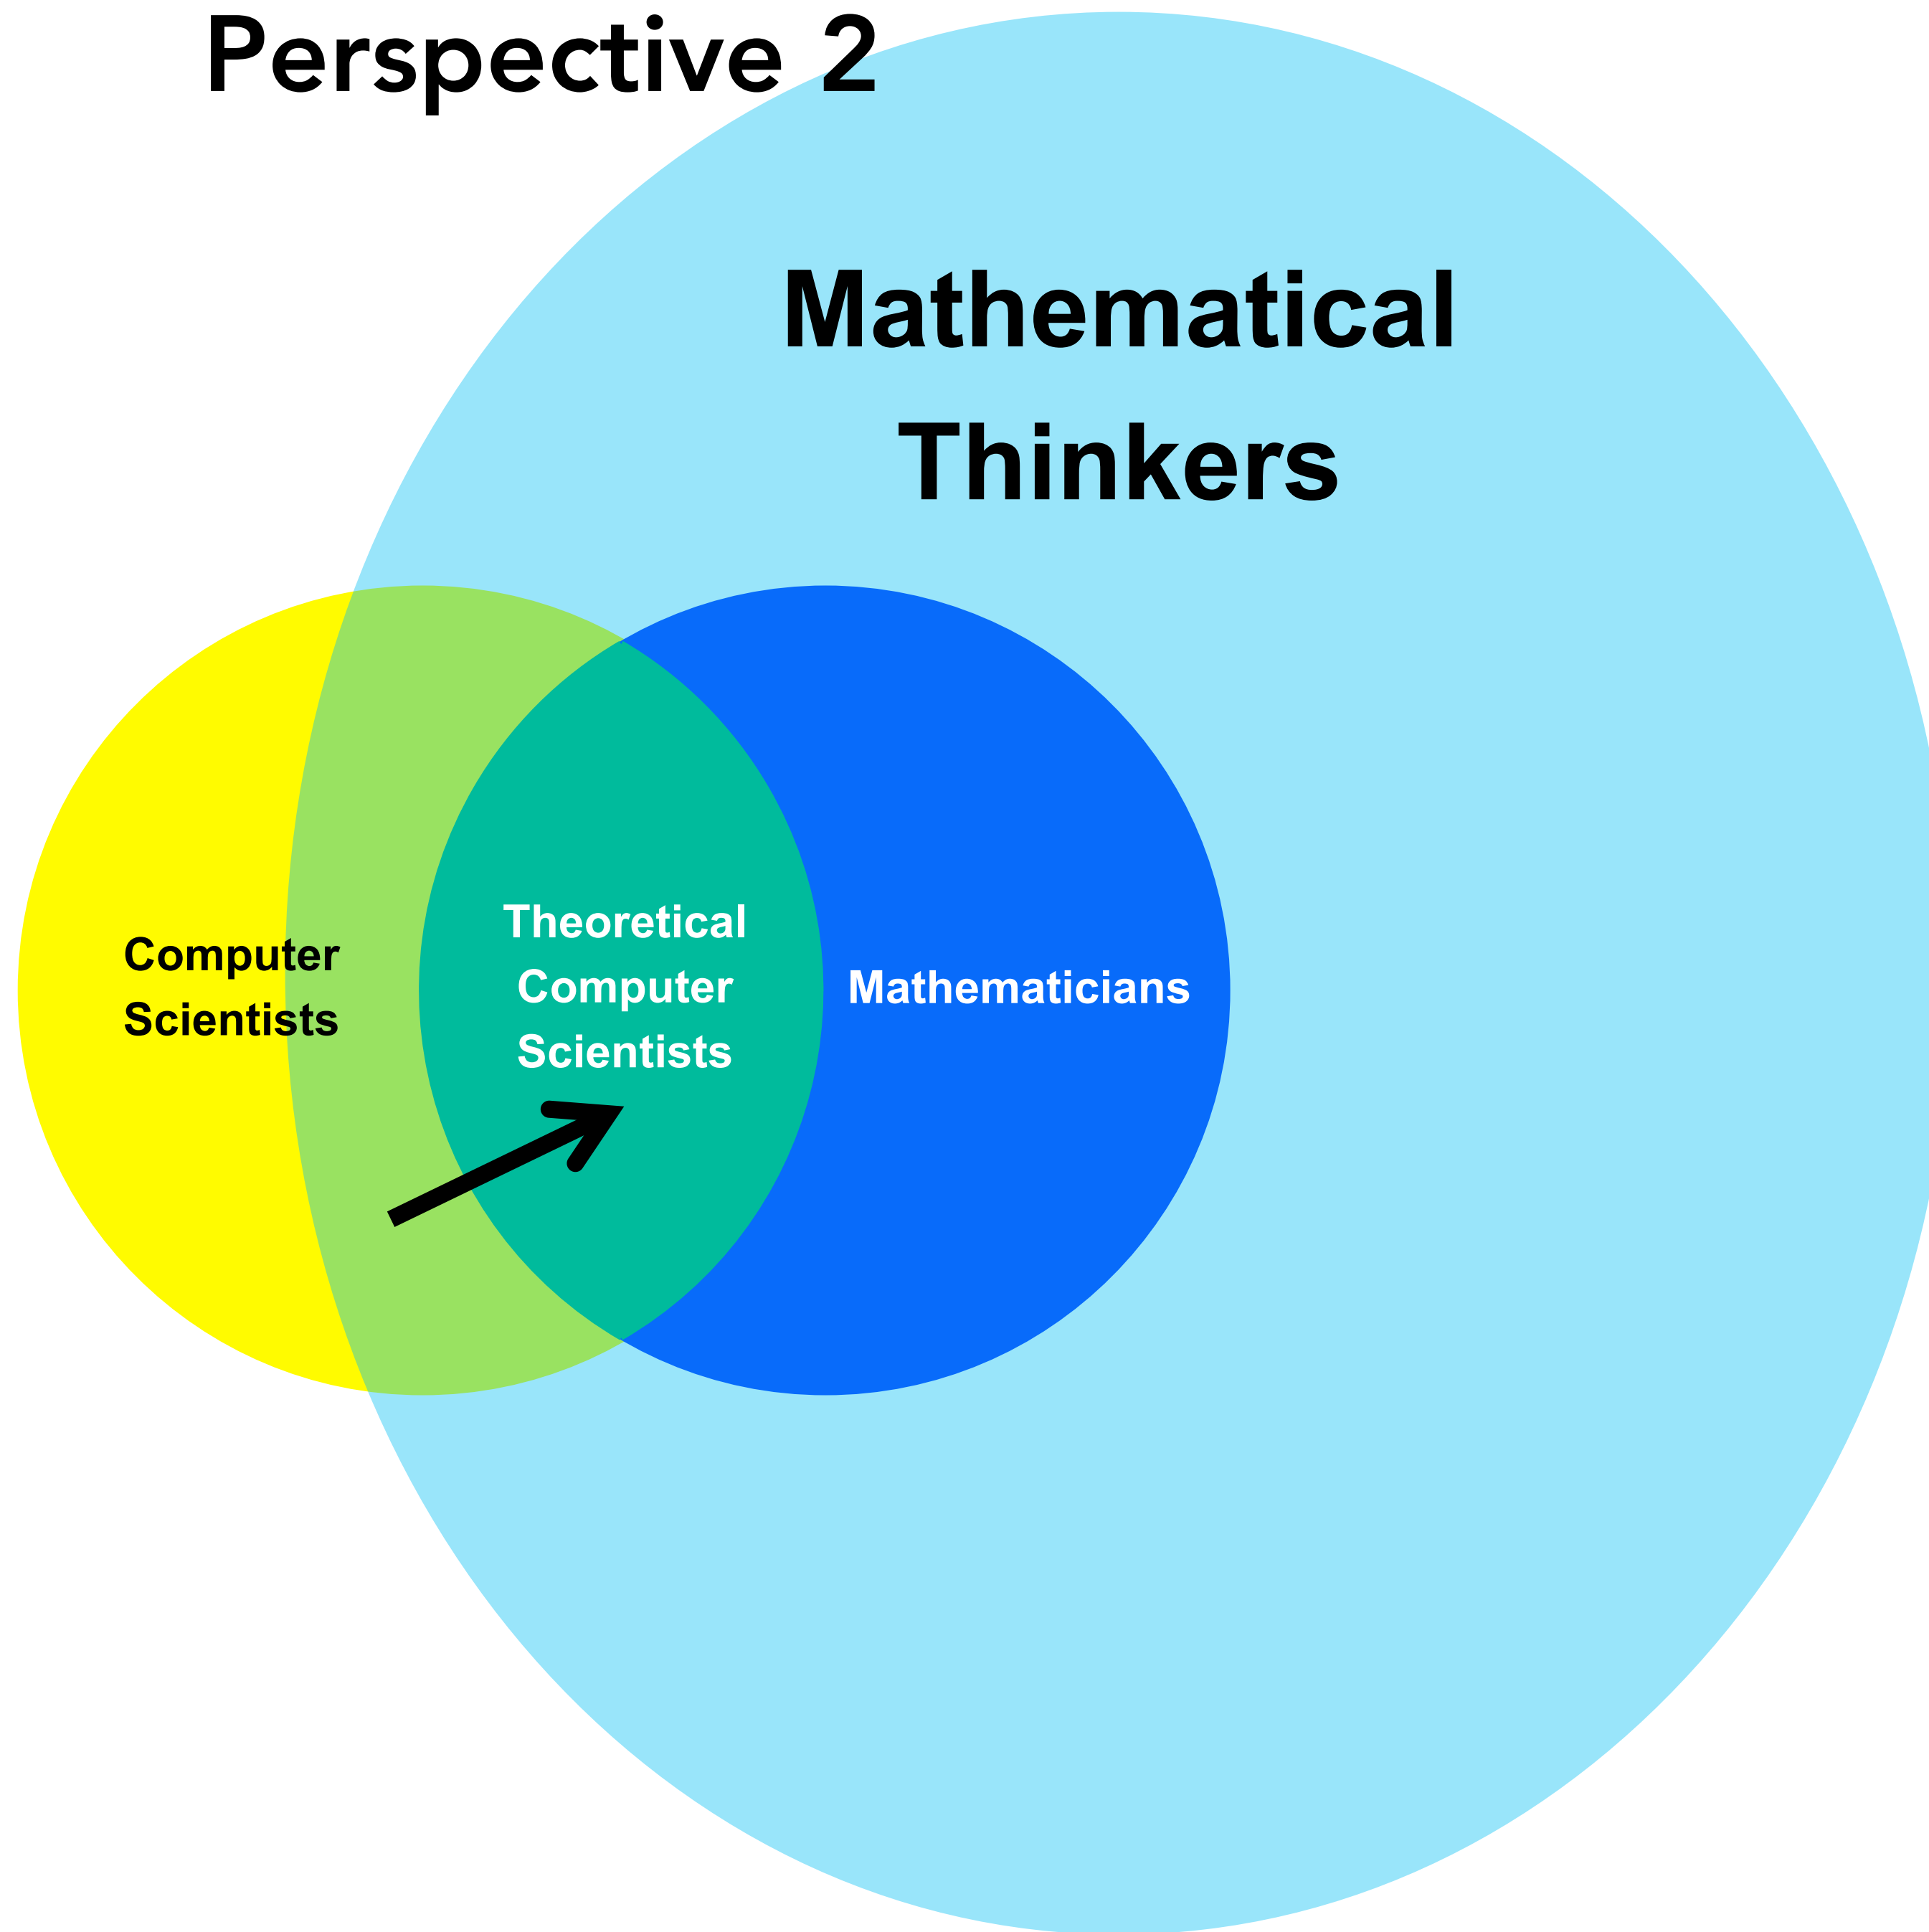 Perspective 2
Mathematical
Thinkers
Computer
Scientists
Theoretical
Computer
Scientists
Mathematicians